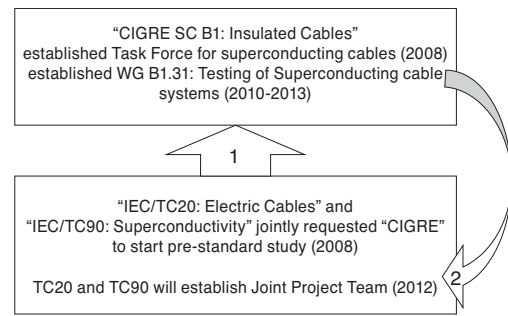 “CIGRE SC B1: Insulated Cables”
established Task Force for superconducting cables (2008)
established WG B1.31: Testing of Superconducting cable
systems (2010-2013)
1
“IEC/TC20: Electric Cables” and
“IEC/TC90: Superconductivity” jointly requested “CIGRE”
to start pre-standard study (2008)
TC20 and TC90 will establish Joint Project Team (2012)
2